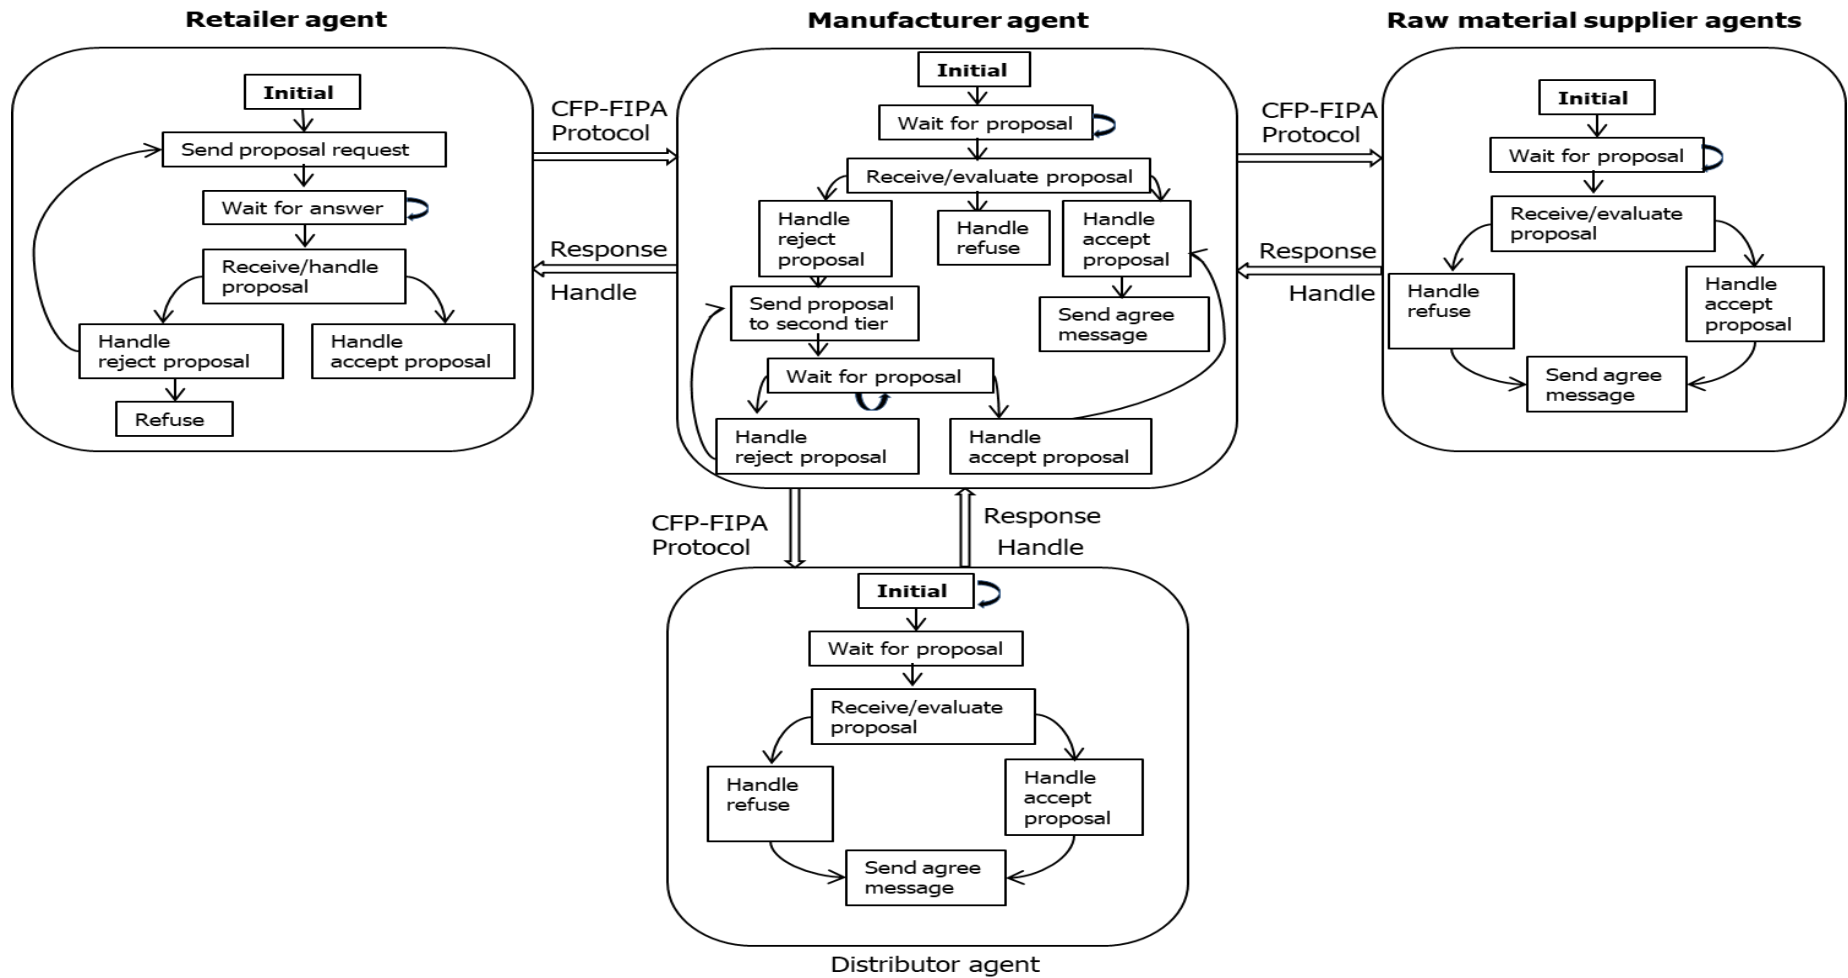 Retailer agent
Initial
Send proposal request
Wait for answer
Receive/handle
proposal
Handle
reject proposal
Handle
accept proposal
Refuse
CFP-FIPA
Protocol
Response
Handle
Manufacturer agent
Initial
Wait for proposal
Receive/evaluate proposal
Handle
reject
proposal
Handle
refuse
Handle
accept
proposal
Send proposal
to second tier
Send agree
message
Wait for proposal
Handle
reject proposal
Handle
accept proposal
CFP-FIPA
Protocol
Response
Handle
Raw material supplier agents
Initial
Wait for proposal
Receive/evaluate
proposal
Handle
refuse
Handle
accept
proposal
Send agree
message
CFP-FIPA
Protocol
Response
Handle
Initial
Wait for proposal
Receive/evaluate
proposal
Handle
refuse
Handle
accept
proposal
Send agree
message
Distributor agent